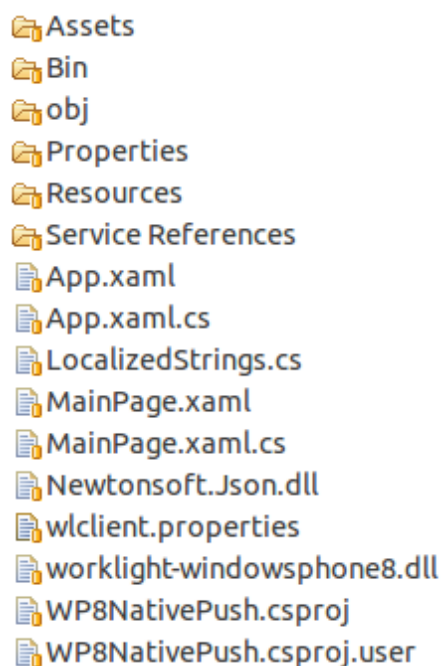 Assets
Bin
obj
Properties
Resources
Service References
App.xaml
App.xaml.cs
LocalizedStrings.cs
MainPage.xaml
MainPage.xaml.cs
Newtonsoft.Json.dll
wlclient.properties
worklight-windowsphone8.dll
WP8NativePush.csproj
WP8NativePush.csproj.user